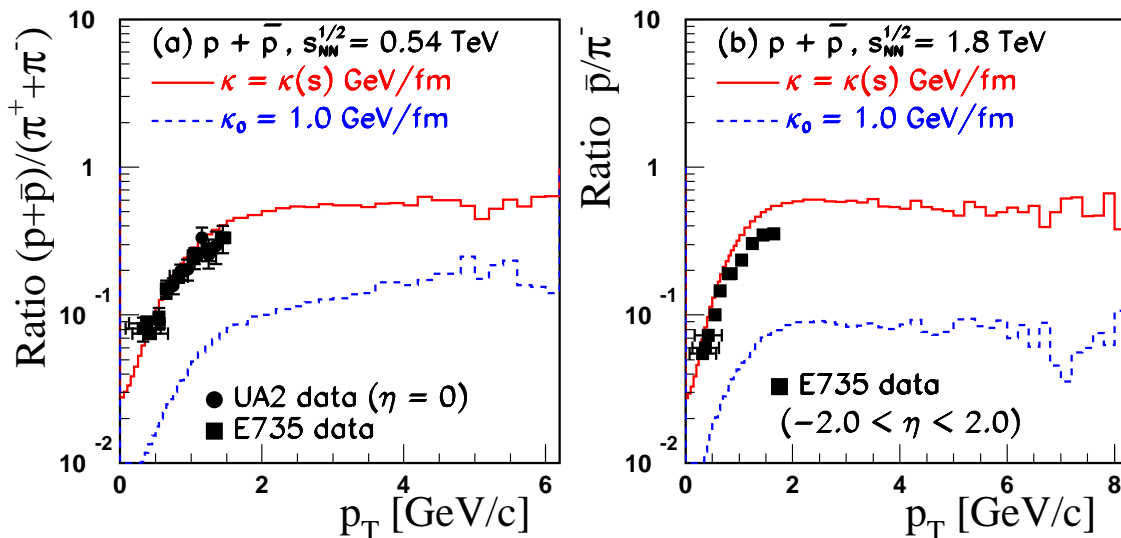 Ratio (p+p̄)/(π⁺+π⁻)
10
1
10⁻¹
10⁻²
(a) p + p̄ , s_NN^1/2 = 0.54 TeV
κ = κ(s) GeV/fm
κ₀ = 1.0 GeV/fm
UA2 data (η = 0)
E735 data
0 2 4 6
p_T [GeV/c]
Ratio p̄/π⁻
10
1
10⁻¹
10⁻²
(b) p + p̄ , s_NN^1/2 = 1.8 TeV
κ = κ(s) GeV/fm
κ₀ = 1.0 GeV/fm
E735 data
(−2.0 < η < 2.0)
0 2 4 6 8
p_T [GeV/c]